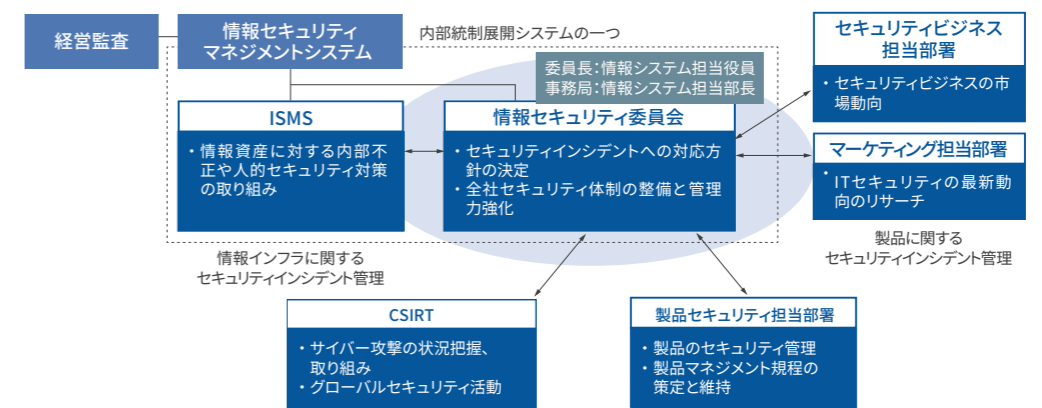 経営監査
情報セキュリティ
マネジメントシステム
内部統制展開システムの一つ
委員長：情報システム担当役員
事務局：情報システム担当部長
セキュリティビジネス
担当部署
・セキュリティビジネスの市
場動向
ISMS
・情報資産に対する内部不
正や人的セキュリティ対策
の取り組み
情報セキュリティ委員会
・セキュリティインシデントへの対応方
針の決定
・全社セキュリティ体制の整備と管理
力強化
マーケティング担当部署
・ITセキュリティの最新動
向のリサーチ
情報インフラに関する
セキュリティインシデント管理
製品に関する
セキュリティインシデント管理
CSIRT
・サイバー攻撃の状況把握、
取り組み
・グローバルセキュリティ活動
製品セキュリティ担当部署
・製品のセキュリティ管理
・製品マネジメント規程の
策定と維持